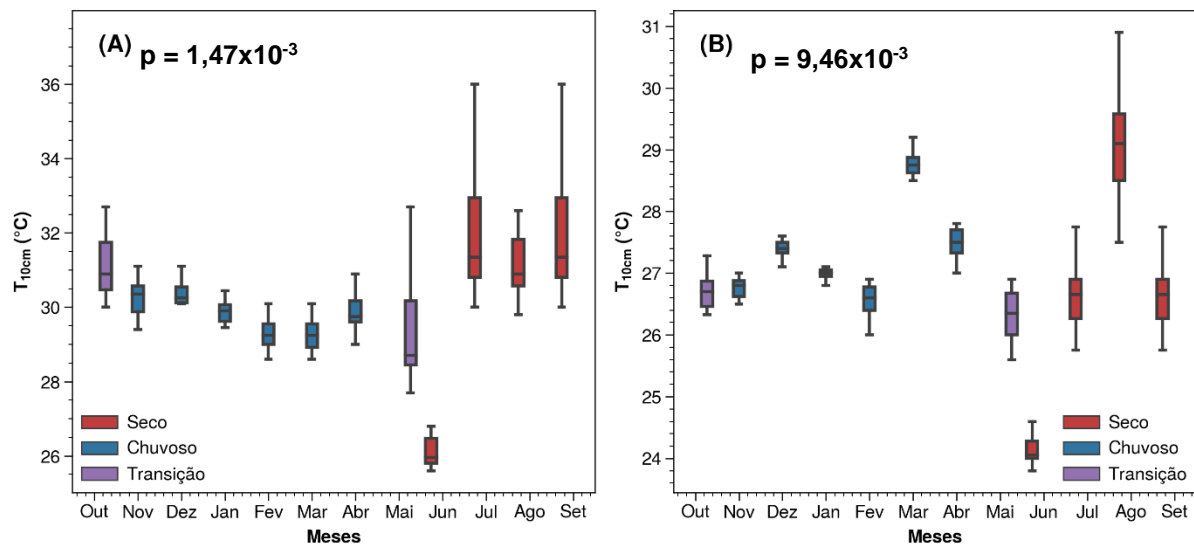 (A) p = 1,47x10⁻³
T₁₀cm (°C)
36
34
32
30
28
26
Seco
Chuvoso
Transição
Out Nov Dez Jan Fev Mar Abr Mai Jun Jul Ago Set
Meses
(B) p = 9,46x10⁻³
T₁₀cm (°C)
31
30
29
28
27
26
25
24
Seco
Chuvoso
Transição
Out Nov Dez Jan Fev Mar Abr Mai Jun Jul Ago Set
Meses